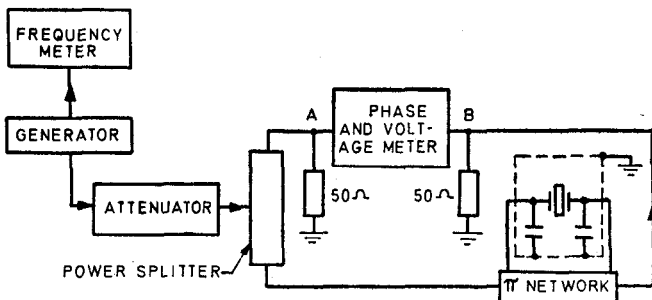 FREQUENCY
METER
GENERATOR
ATTENUATOR
POWER SPLITTER
A
PHASE
AND VOLT-
AGE METER
B
50Ω
50Ω
π NETWORK